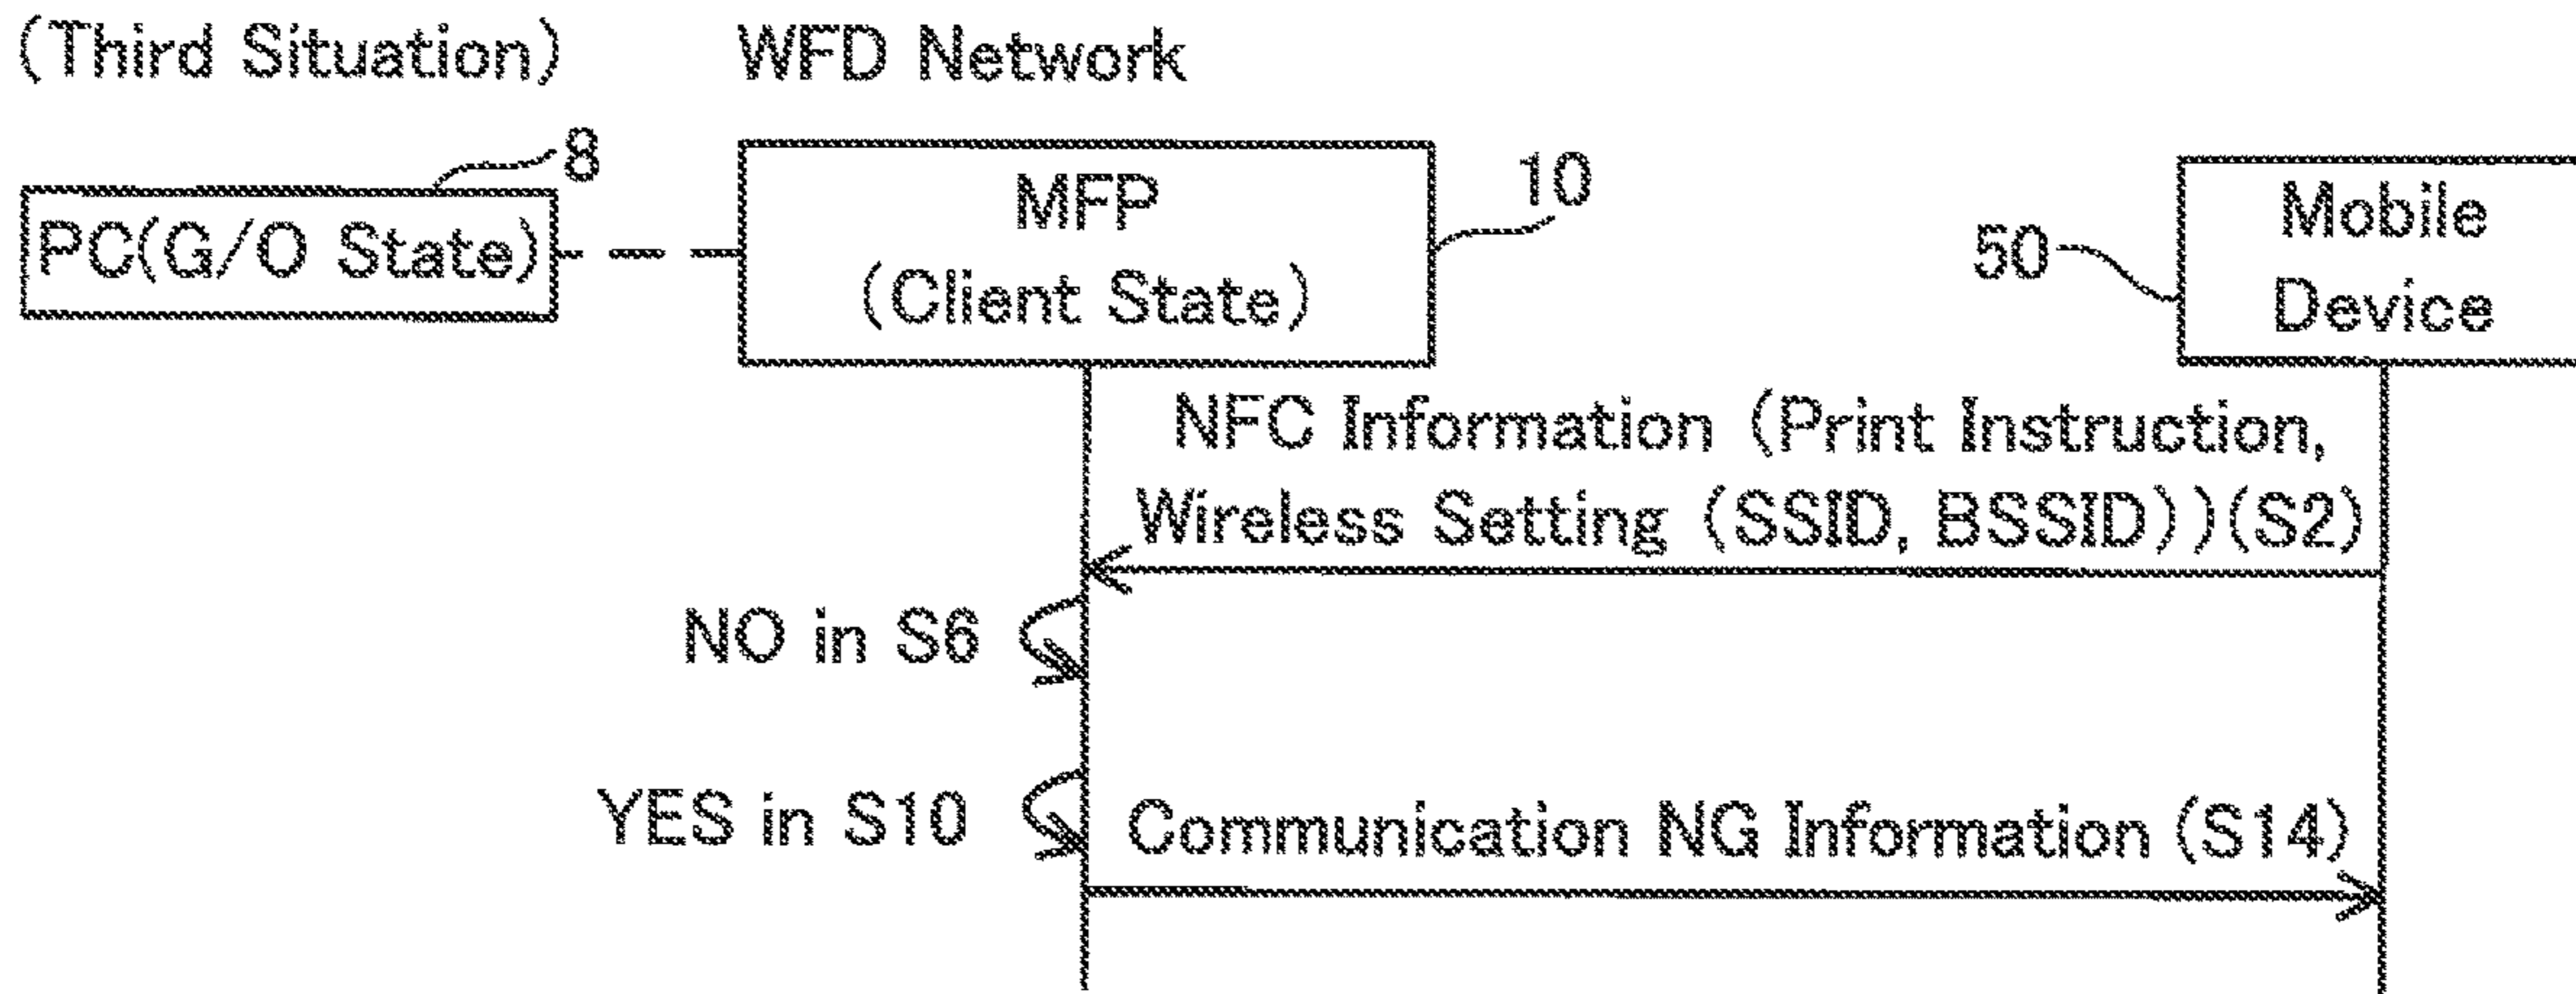 (Third Situation)
WFD Network
8
PC(G/O State)
MFP
(Client State)
10
50
Mobile
Device
NFC Information (Print Instruction,
Wireless Setting (SSID, BSSID))(S2)
NO in S6
YES in S10
Communication NG Information (S14)